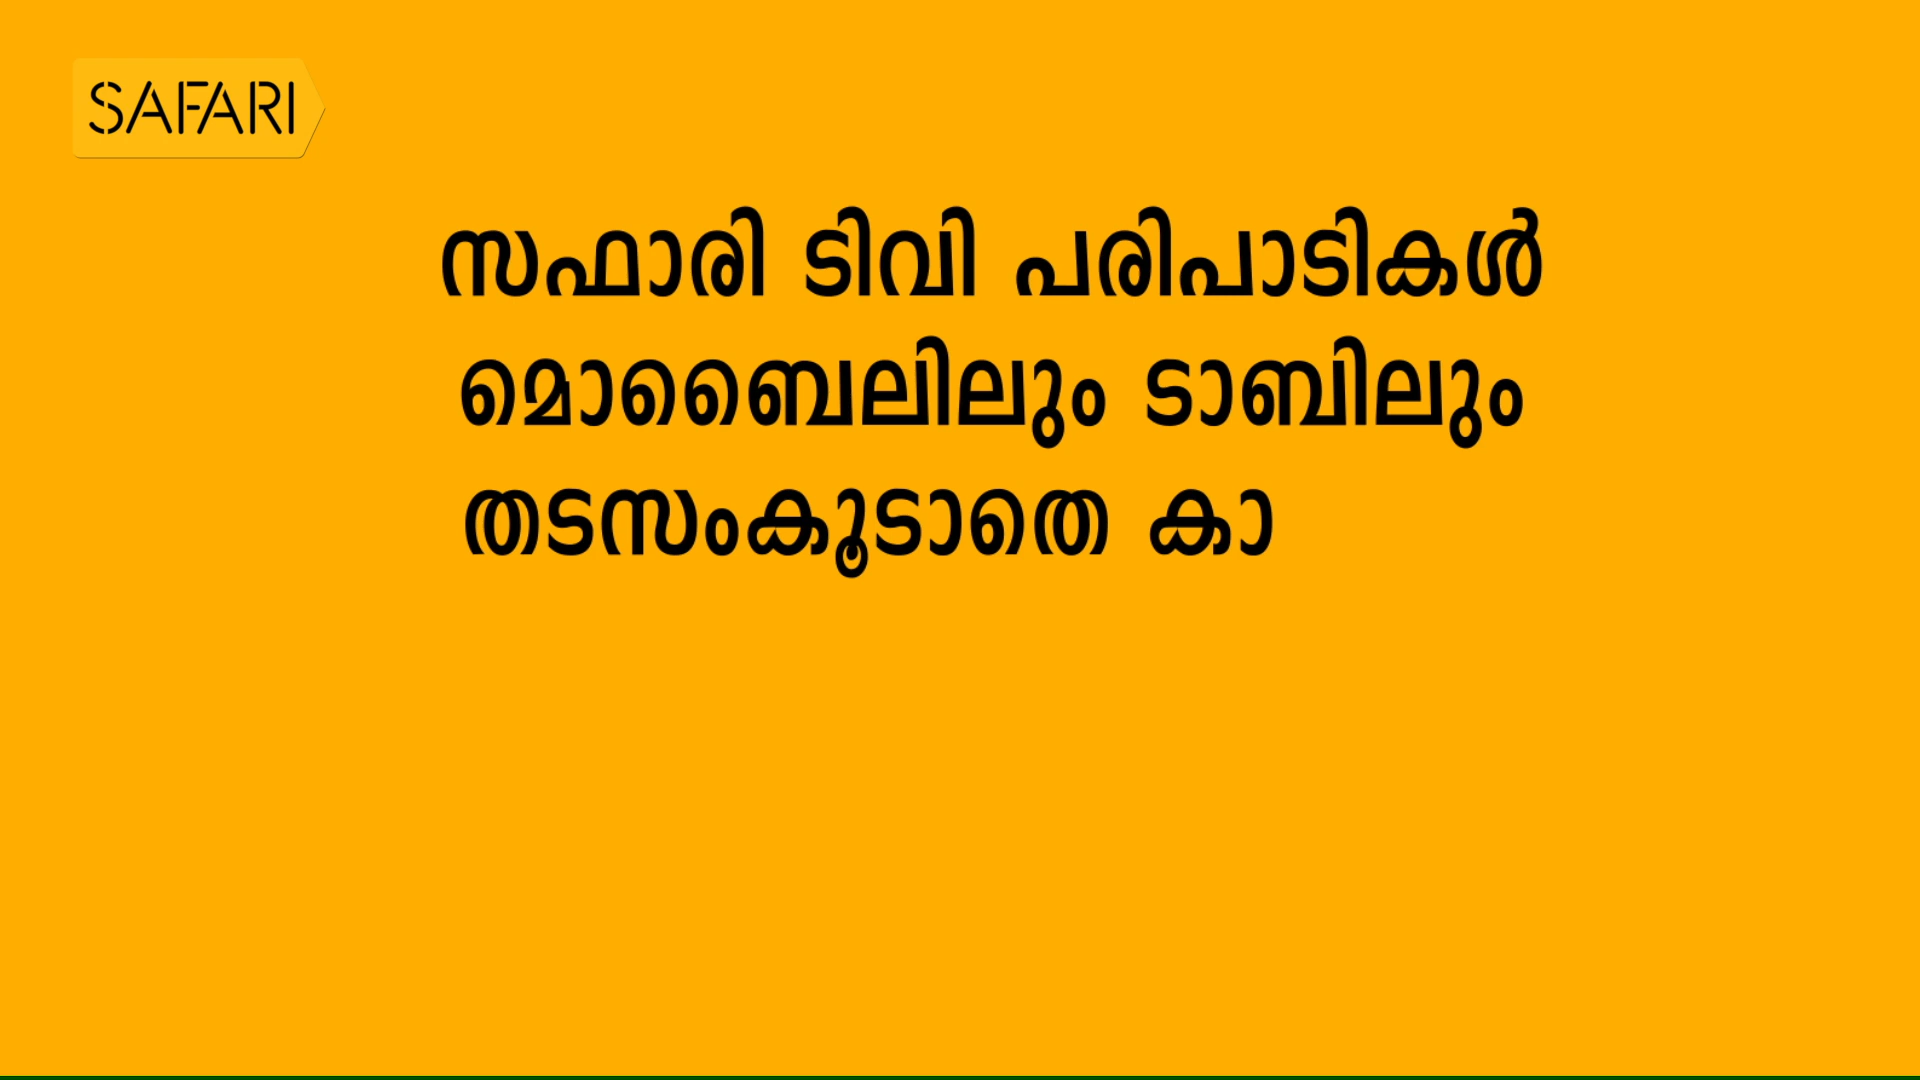 SAFARI
സഫാരി ടിവി പരിപാടികൾ
മൊബൈലിലും ടാബിലും
തടസംകൂടാതെ കാ